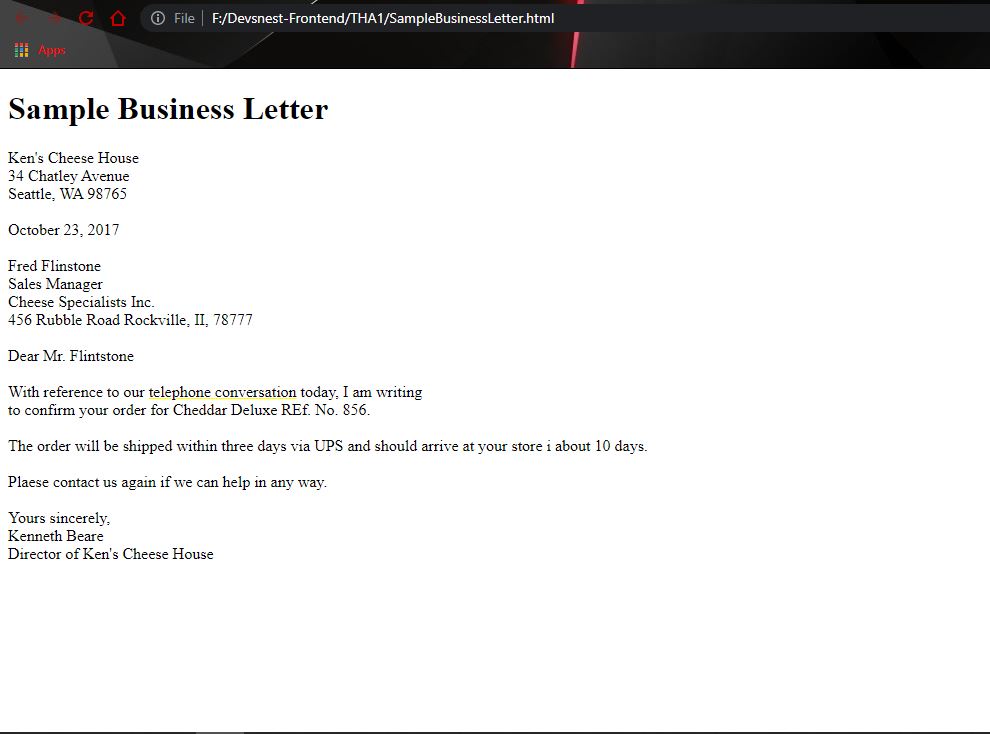 File
F:/Devsnest-Frontend/THA1/SampleBusinessLetter.html
Apps
Sample Business Letter
Ken's Cheese House
34 Chatley Avenue
Seattle, WA 98765
October 23, 2017
Fred Flinstone
Sales Manager
Cheese Specialists Inc.
456 Rubble Road Rockville, II, 78777
Dear Mr. Flintstone
With reference to our telephone conversation today, I am writing
to confirm your order for Cheddar Deluxe REf. No. 856.
The order will be shipped within three days via UPS and should arrive at your store i about 10 days.
Plaese contact us again if we can help in any way.
Yours sincerely,
Kenneth Beare
Director of Ken's Cheese House